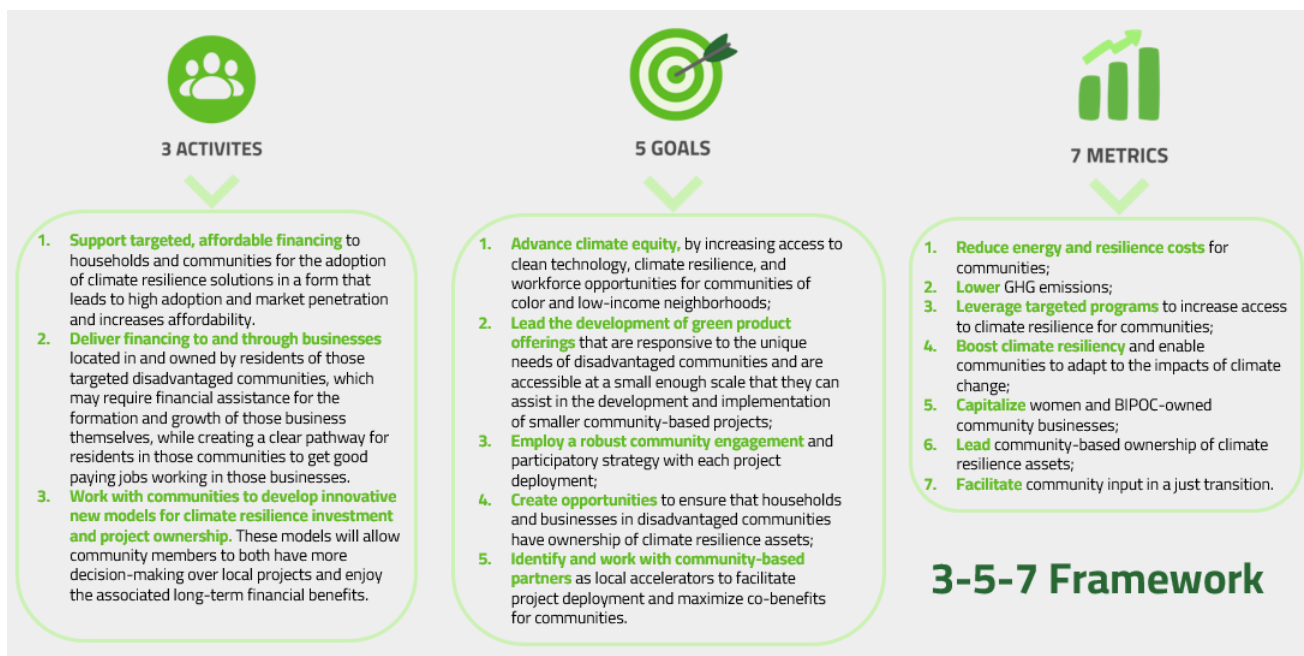 3 ACTIVITES
1. Support targeted, affordable financing to
households and communities for the adoption
of climate resilience solutions in a form that
leads to high adoption and market penetration
and increases affordability.
2. Deliver financing to and through businesses
located in and owned by residents of those
targeted disadvantaged communities, which
may require financial assistance for the
formation and growth of those business
themselves, while creating a clear pathway for
residents in those communities to get good
paying jobs working in those businesses.
3. Work with communities to develop innovative
new models for climate resilience investment
and project ownership. These models will allow
community members to both have more
decision-making over local projects and enjoy
the associated long-term financial benefits.
5 GOALS
1. Advance climate equity, by increasing access to
clean technology, climate resilience, and
workforce opportunities for communities of
color and low-income neighborhoods;
2. Lead the development of green product
offerings that are responsive to the unique
needs of disadvantaged communities and are
accessible at a small enough scale that they can
assist in the development and implementation
of smaller community-based projects;
3. Employ a robust community engagement and
participatory strategy with each project
deployment;
4. Create opportunities to ensure that households
and businesses in disadvantaged communities
have ownership of climate resilience assets;
5. Identify and work with community-based
partners as local accelerators to facilitate
project deployment and maximize co-benefits
for communities.
7 METRICS
1. Reduce energy and resilience costs for
communities;
2. Lower GHG emissions;
3. Leverage targeted programs to increase access
to climate resilience for communities;
4. Boost climate resiliency and enable
communities to adapt to the impacts of climate
change;
5. Capitalize women and BIPOC-owned
community businesses;
6. Lead community-based ownership of climate
resilience assets;
7. Facilitate community input in a just transition.
3-5-7 Framework